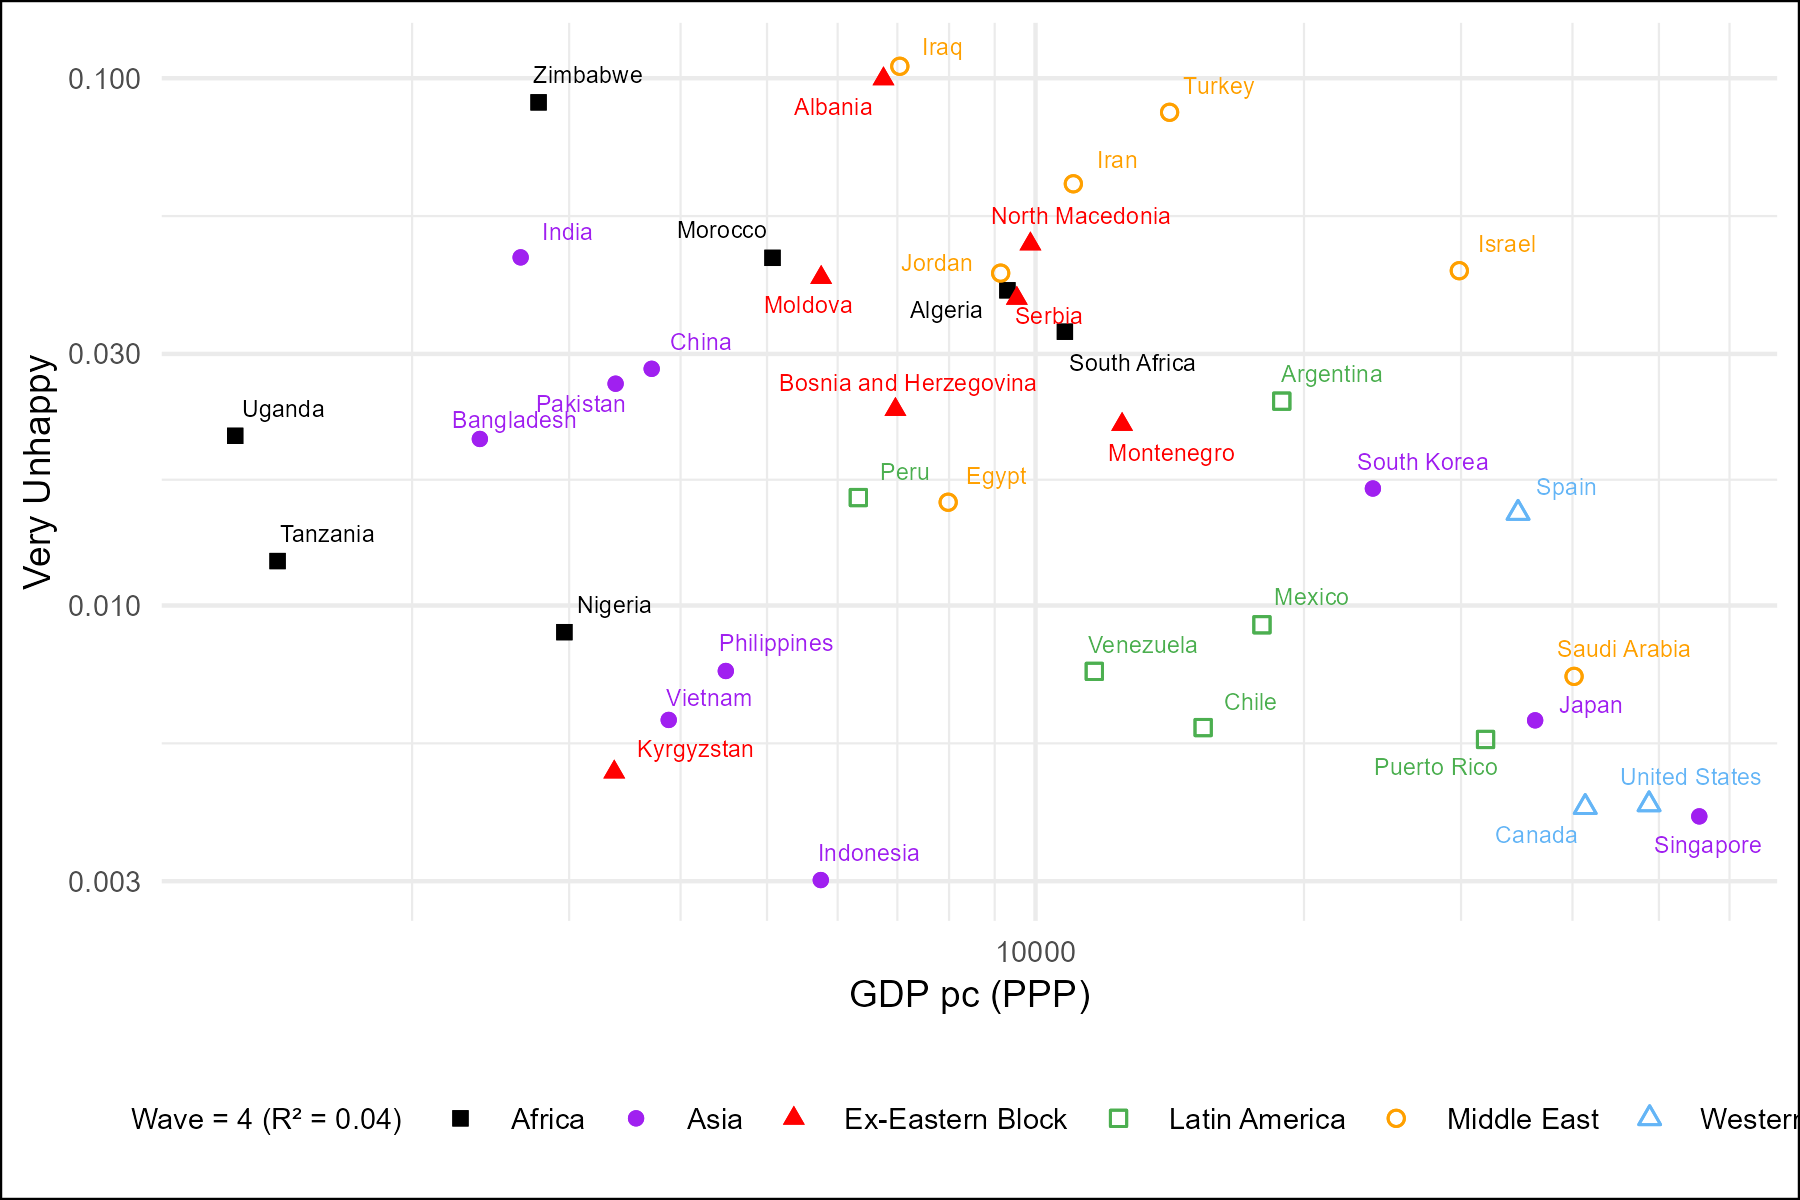 Iraq
0.100
Zimbabwe
Turkey
Albania
Iran
North Macedonia
Morocco
India
Israel
Jordan
Moldova
Algeria
Serbia
China
0.030
South Africa
Argentina
Bosnia and Herzegovina
Pakistan
Uganda
Bangladesh
Montenegro
South Korea
Peru
Egypt
Spain
Very Unhappy
Tanzania
Mexico
0.010
Nigeria
Philippines
Venezuela
Saudi Arabia
Vietnam
Chile
Japan
Kyrgyzstan
Puerto Rico
United States
Canada
Singapore
Indonesia
0.003
10000
GDP pc (PPP)
Wave = 4 (R² = 0.04) Africa Asia Ex-Eastern Block Latin America Middle East Western